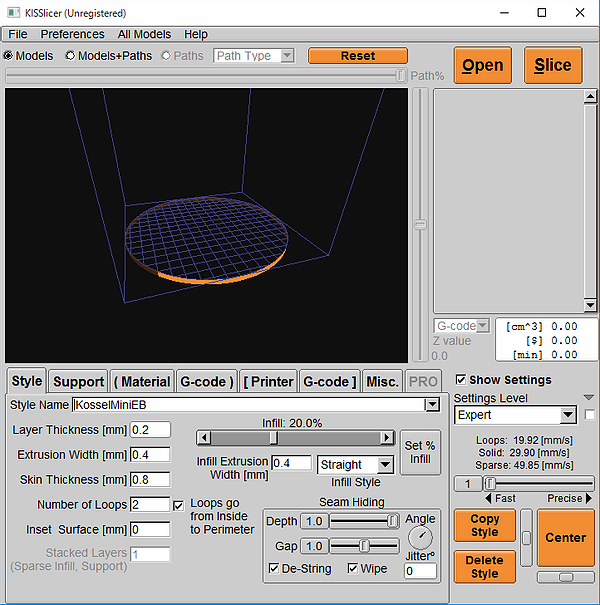 KISSlicer (Unregistered)
File Preferences All Models Help
Models Models+Paths Paths Path Type Reset
Path%
Open Slice
G-code
Z value
0.0
[cm^3] 0.00
[$] 0.00
[min] 0.00
Style Support ( Material G-code ) [ Printer G-code ] Misc. PRO
Show Settings
Style Name KosselMiniEB
Settings Level
Expert
Layer Thickness [mm] 0.2
Extrusion Width [mm] 0.4
Skin Thickness [mm] 0.8
Number of Loops 2
Loops go
from Inside
to Perimeter
Inset Surface [mm] 0
Stacked Layers 1
(Sparse Infill, Support)
Infill: 20.0%
Set %
Infill
Infill Extrusion
Width [mm] 0.4
Straight
Infill Style
Seam Hiding
Depth 1.0
Gap 1.0
Angle
Jitterº
0
De-String Wipe
Loops: 19.92 [mm/s]
Solid: 29.90 [mm/s]
Sparse: 49.85 [mm/s]
1
Fast Precise
Copy
Style
Delete
Style
Center